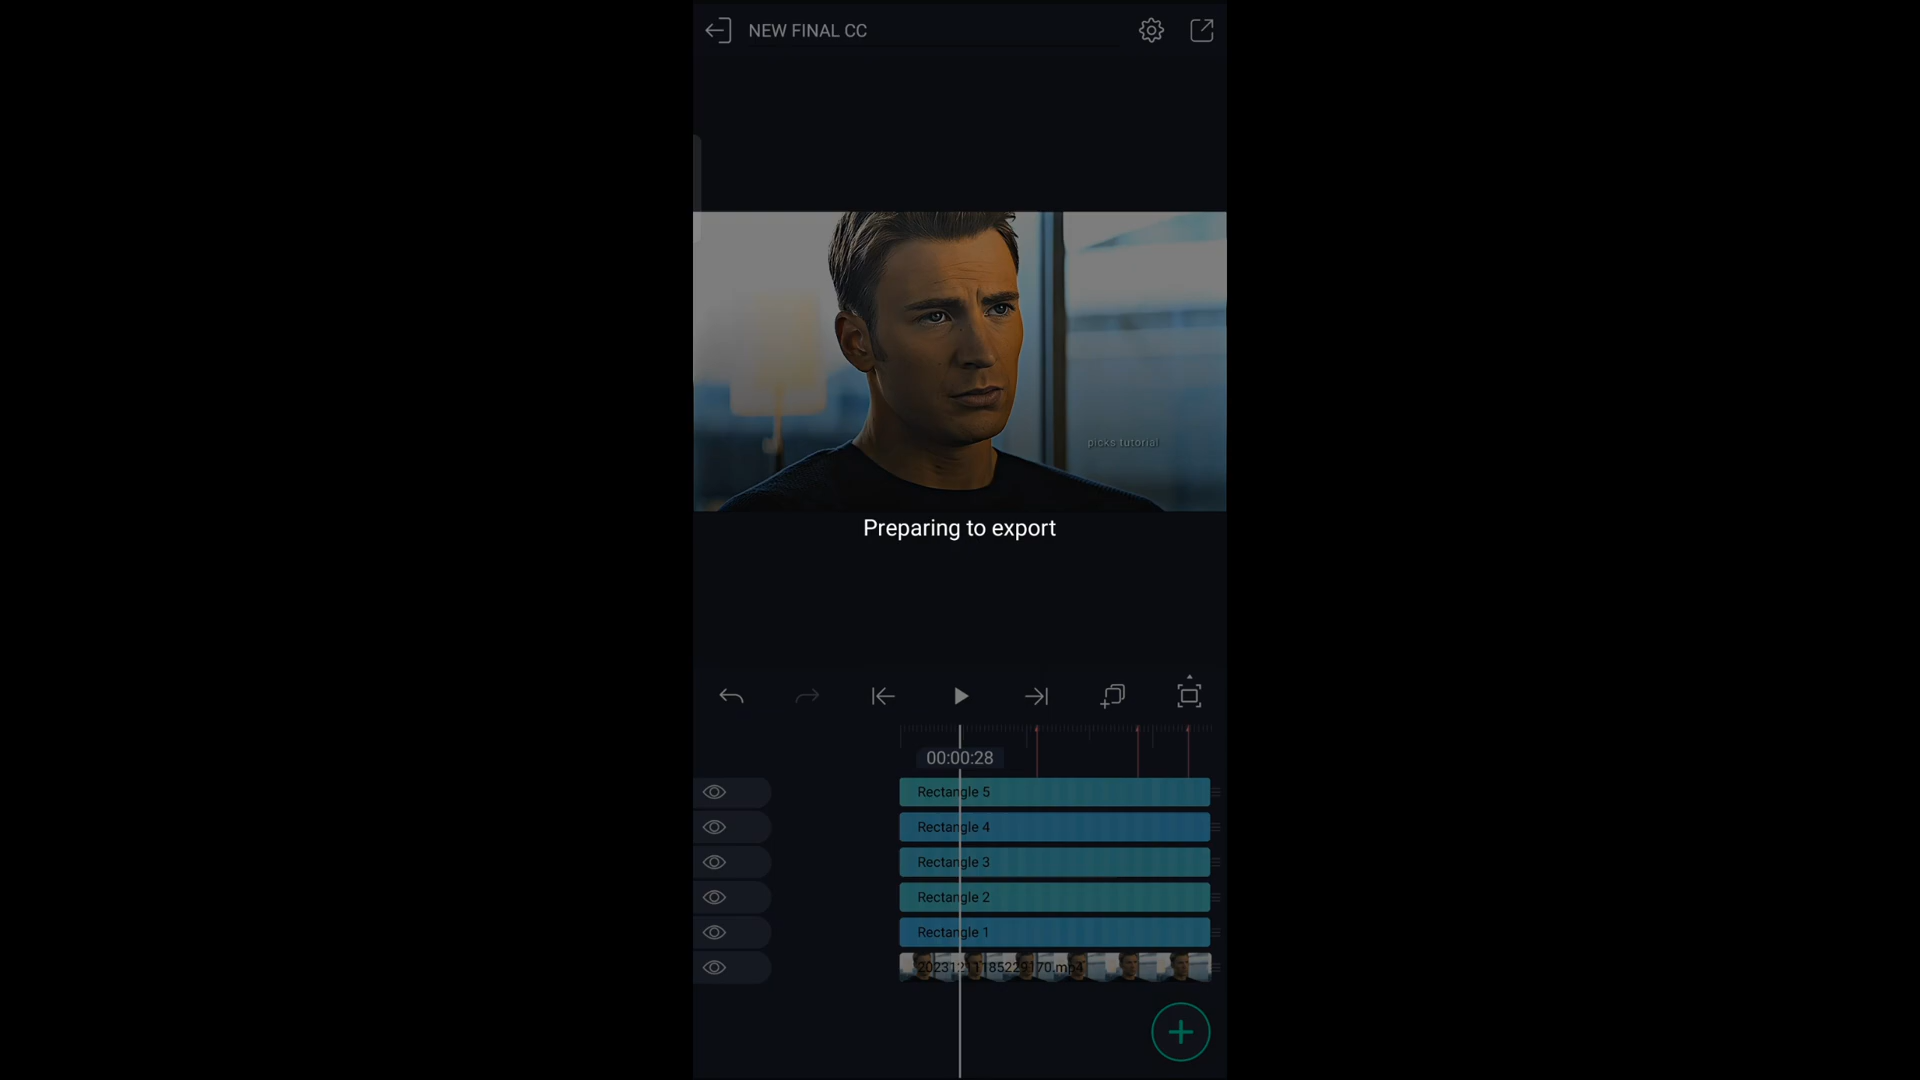 NEW FINAL CC
picks tutorial
Preparing to export
00:00:28
Rectangle 5
Rectangle 4
Rectangle 3
Rectangle 2
Rectangle 1